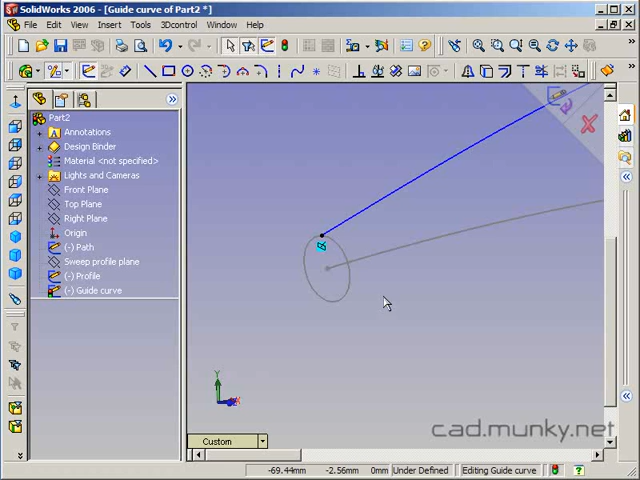 SolidWorks 2006 - [Guide curve of Part2 *]
File Edit View Insert Tools 3Dcontrol Window Help
Part2
Annotations
Design Binder
Material <not specified>
Lights and Cameras
Front Plane
Top Plane
Right Plane
Origin
(-) Path
Sweep profile plane
(-) Profile
(-) Guide curve
Y
cad.munky.net
Custom
-69.44mm -2.56mm 0mm Under Defined Editing Guide curve